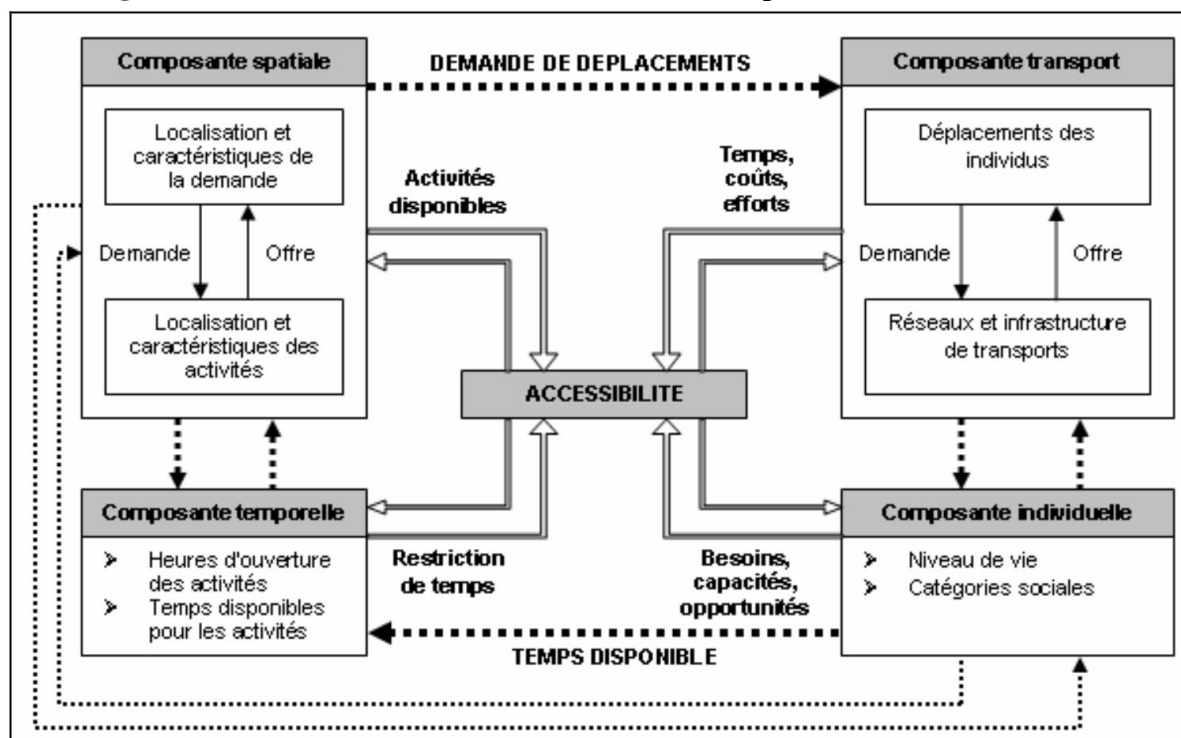 Composante spatiale
DEMANDE DE DEPLACEMENTS
Composante transport
Localisation et
caractéristiques de
la demande
Demande
Offre
Localisation et
caractéristiques des
activités
Activités
disponibles
Temps,
coûts,
efforts
Déplacements des
individus
Demande
Offre
Réseaux et infrastructure
de transports
ACCESSIBILITE
Composante temporelle
Heures d'ouverture
des activités
Temps disponibles
pour les activités
Restriction
de temps
Besoins,
capacités,
opportunités
Composante individuelle
Niveau de vie
Catégories sociales
TEMPS DISPONIBLE